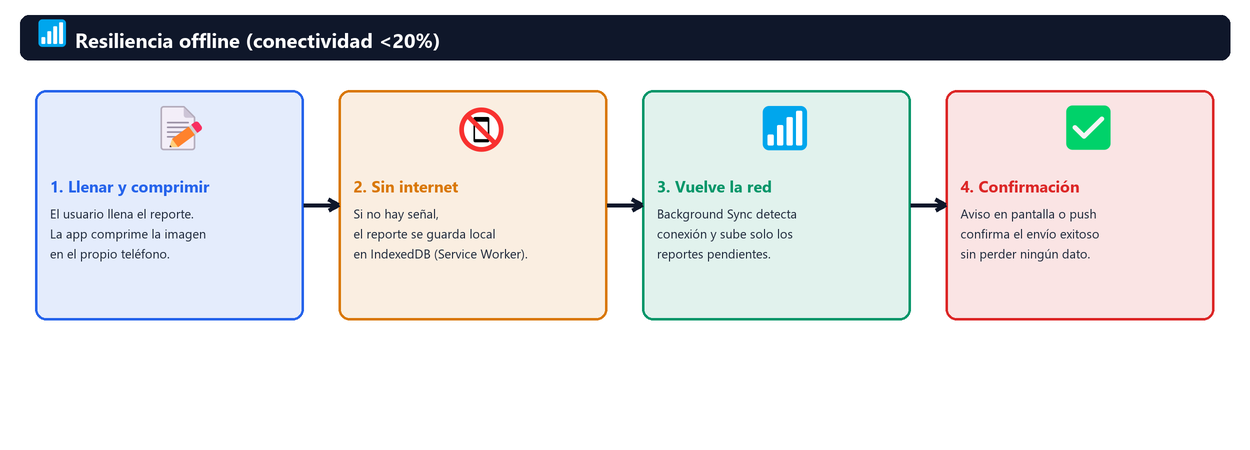 Resiliencia offline (conectividad <20%)
1. Llenar y comprimir
El usuario llena el reporte.
La app comprime la imagen
en el propio teléfono.
2. Sin internet
Si no hay señal,
el reporte se guarda local
en IndexedDB (Service Worker).
3. Vuelve la red
Background Sync detecta
conexión y sube solo los
reportes pendientes.
4. Confirmación
Aviso en pantalla o push
confirma el envío exitoso
sin perder ningún dato.